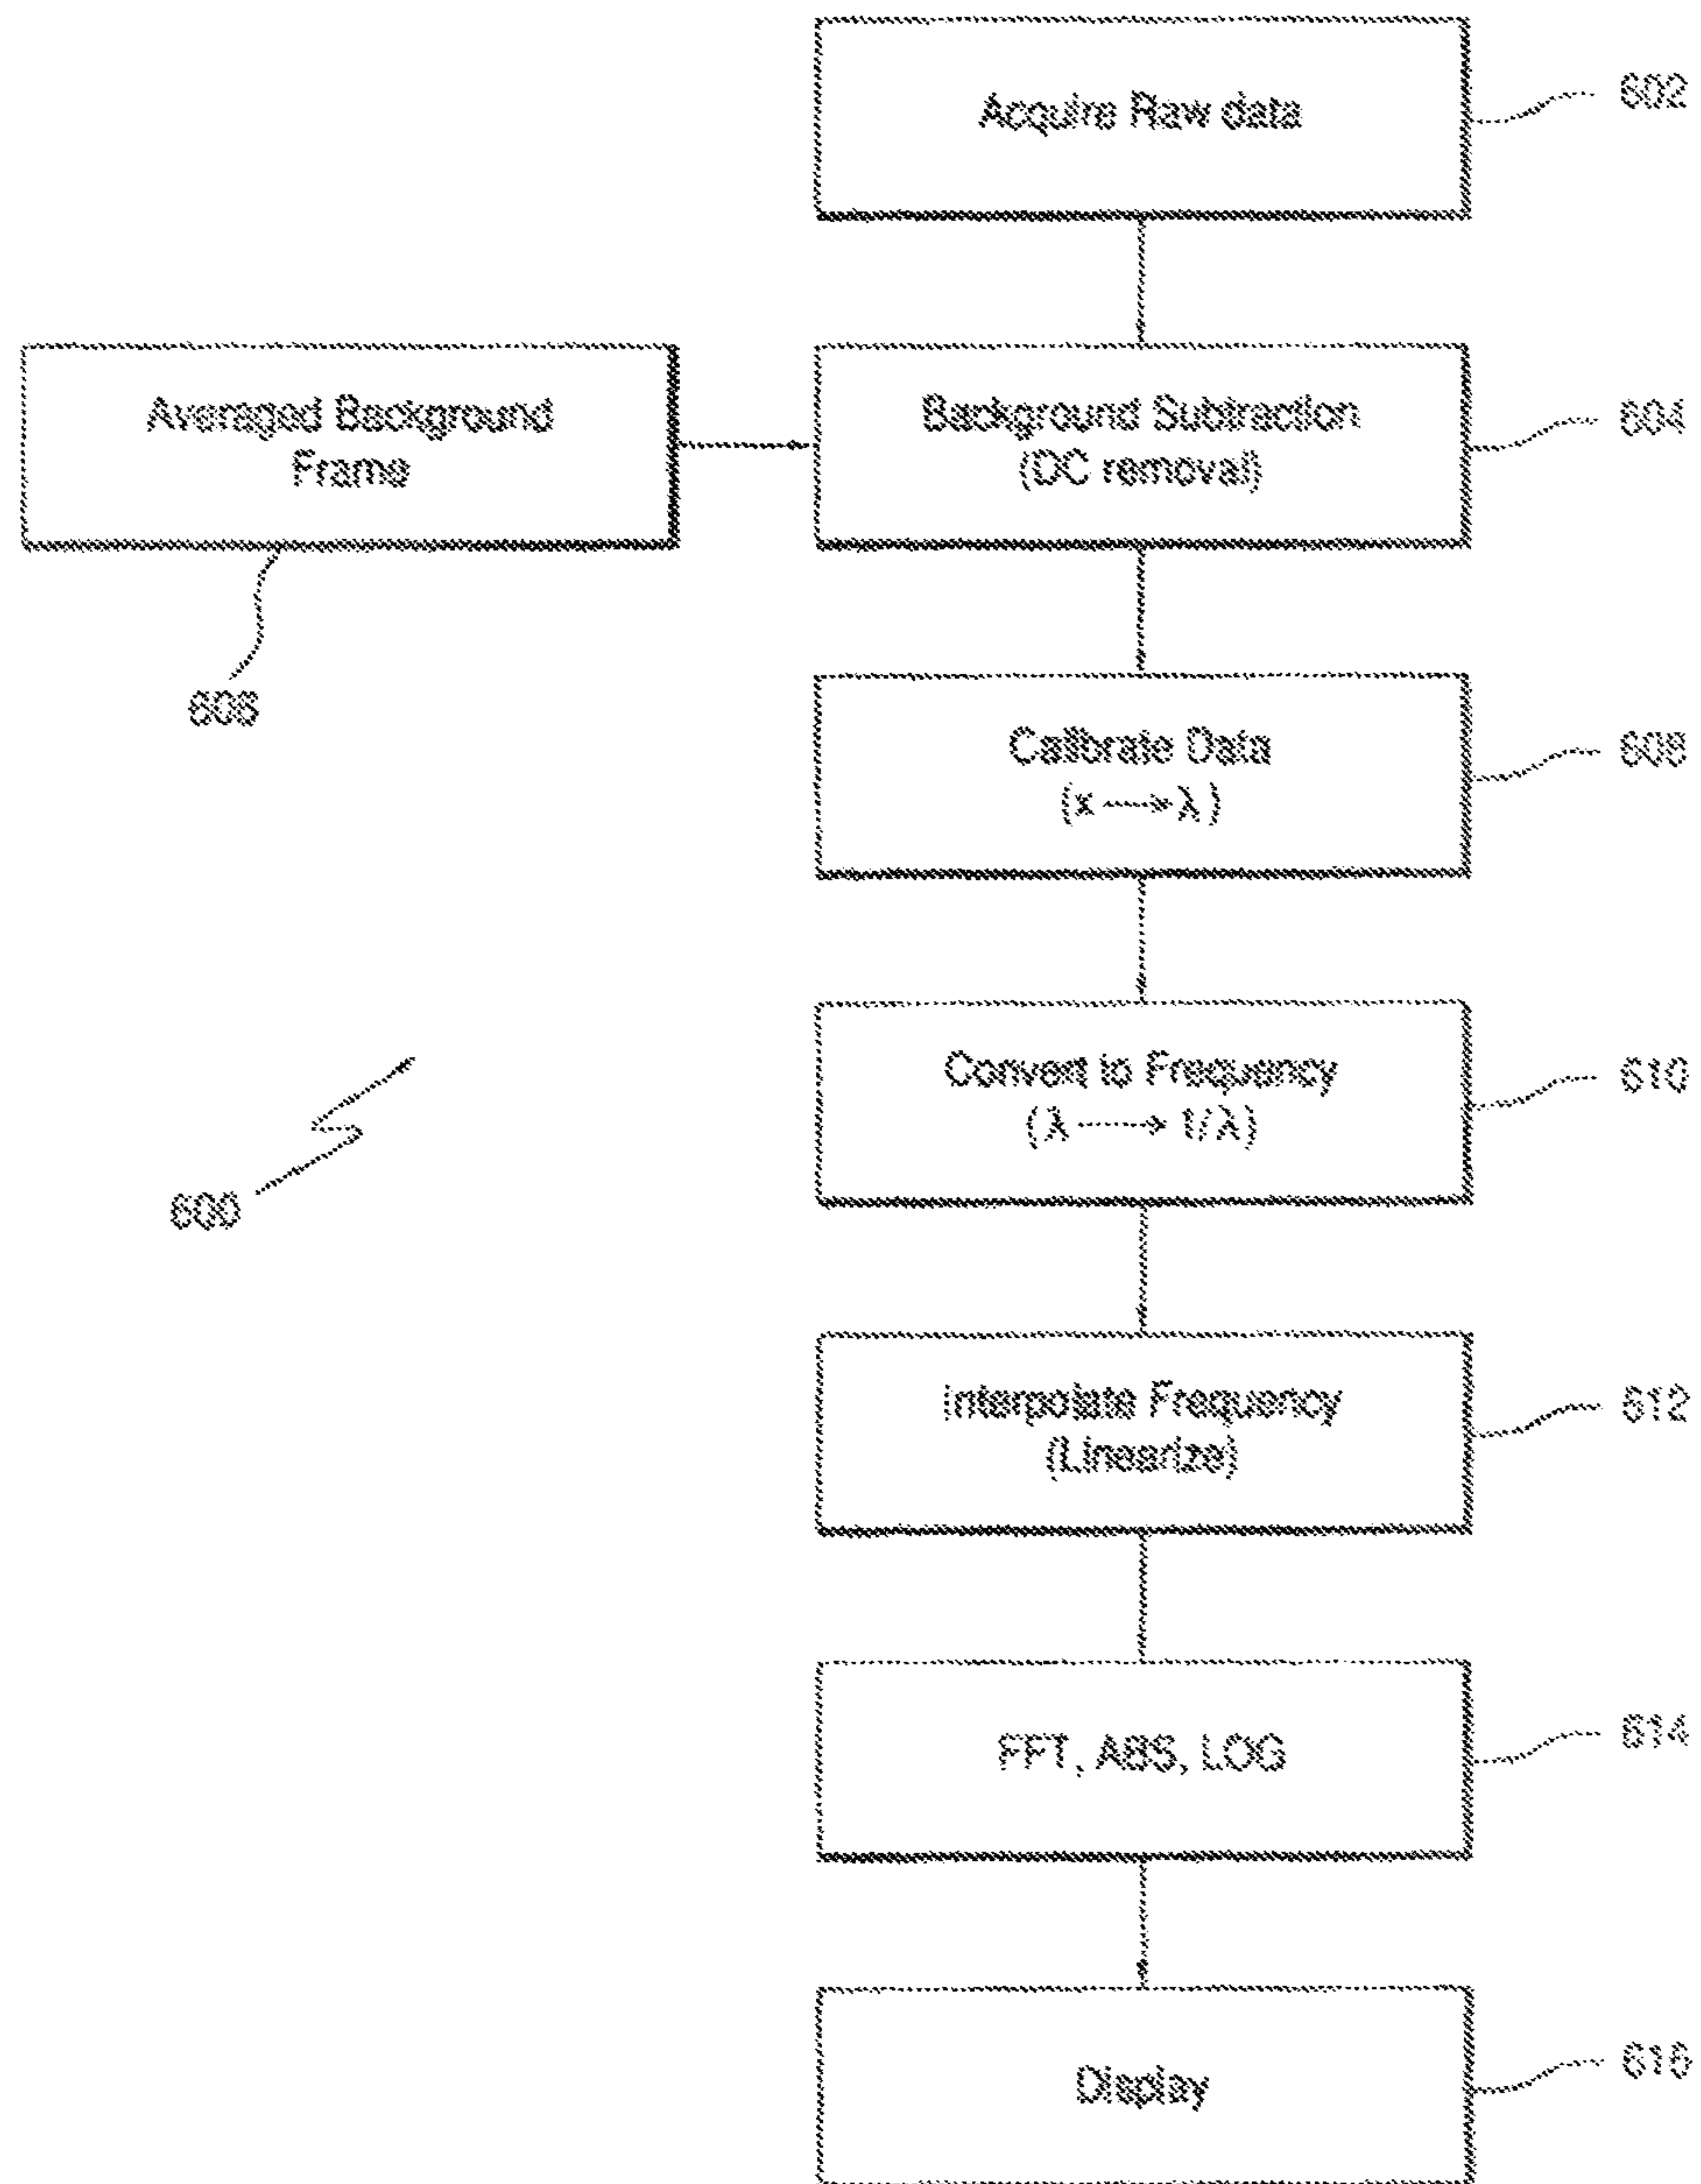 Acquire Raw data
602
Averaged Background
Frame
606
Background Subtraction
(DC removal)
604
Calibrate Data
(x → λ)
608
Convert to Frequency
(λ → 1/λ)
610
600
Interpolate Frequency
(Linearize)
612
FFT, ABS, LOG
614
Display
616